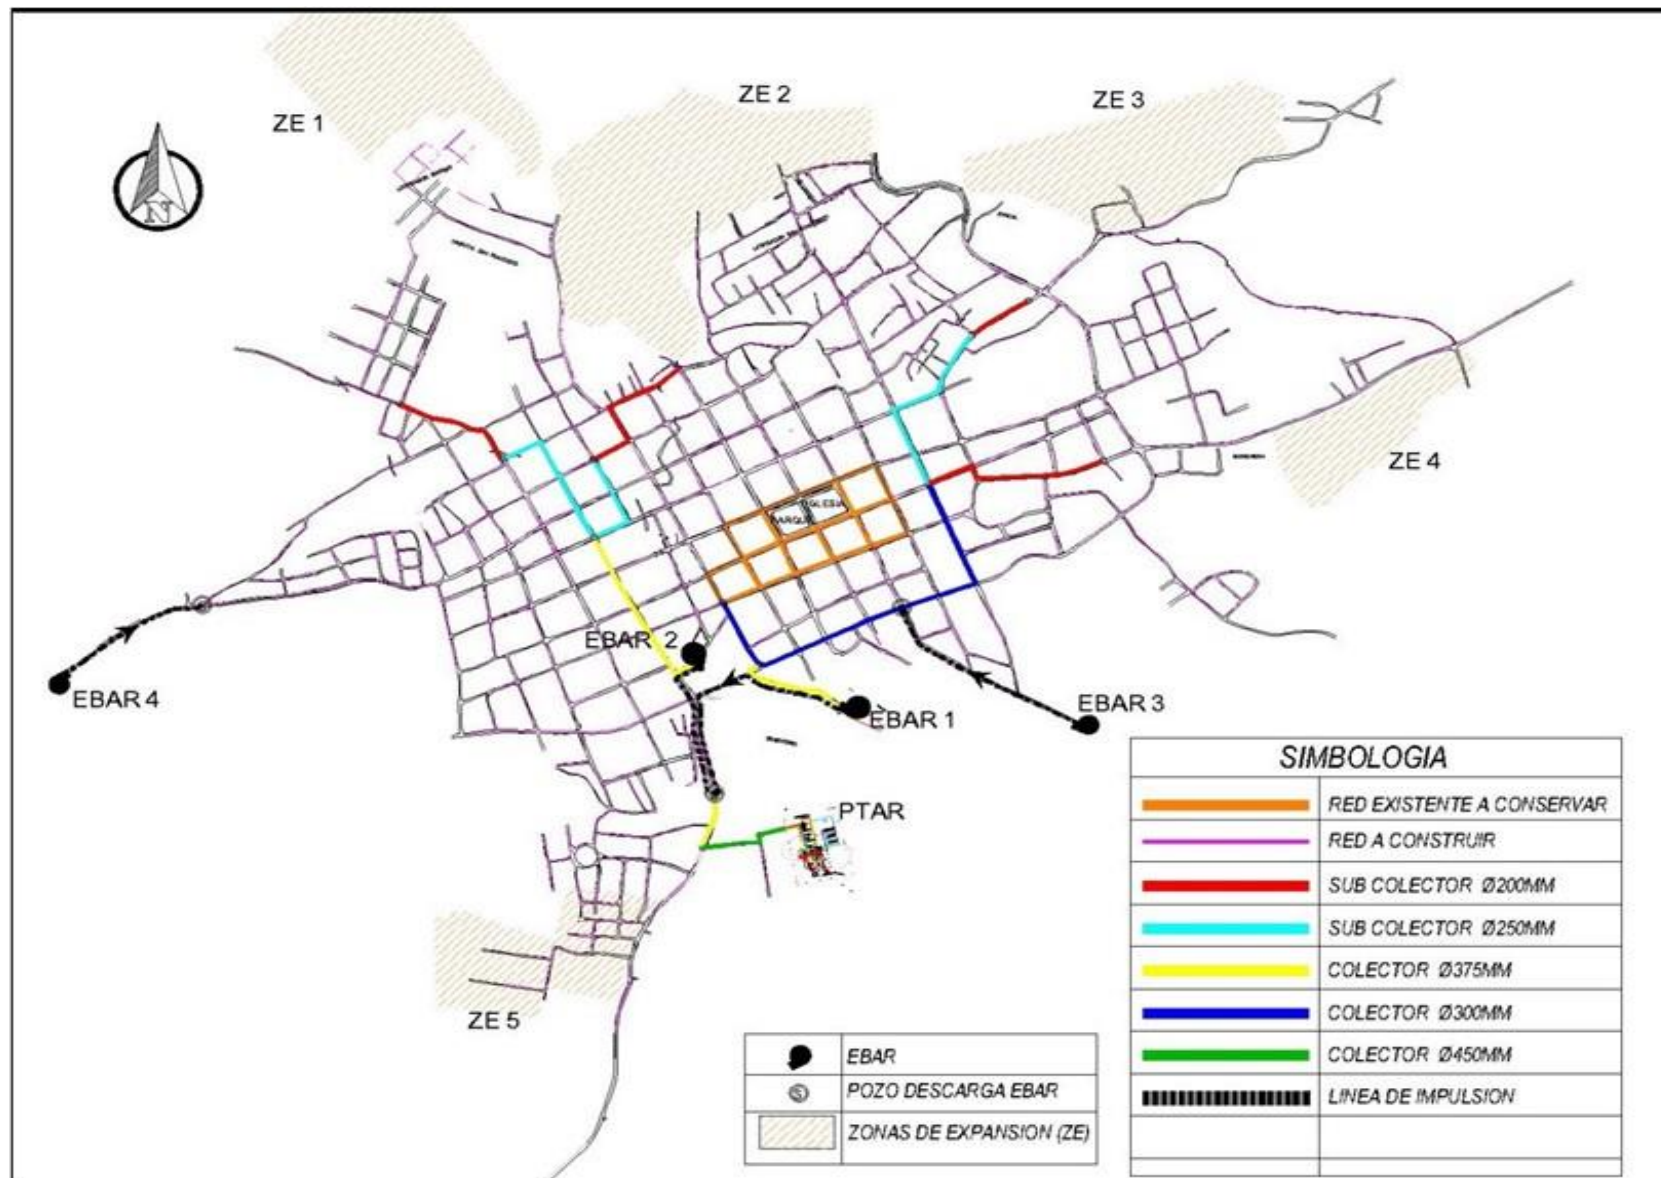 ZE 1
ZE 2
ZE 3
N
ZE 4
IGLESIA
PARQUE
EBAR 2
EBAR 4
EBAR 1
EBAR 3
PTAR
ZE 5
SIMBOLOGIA
RED EXISTENTE A CONSERVAR
RED A CONSTRUIR
SUB COLECTOR Ø200MM
SUB COLECTOR Ø250MM
COLECTOR Ø375MM
COLECTOR Ø300MM
COLECTOR Ø450MM
LINEA DE IMPULSION
EBAR
S POZO DESCARGA EBAR
ZONAS DE EXPANSION (ZE)